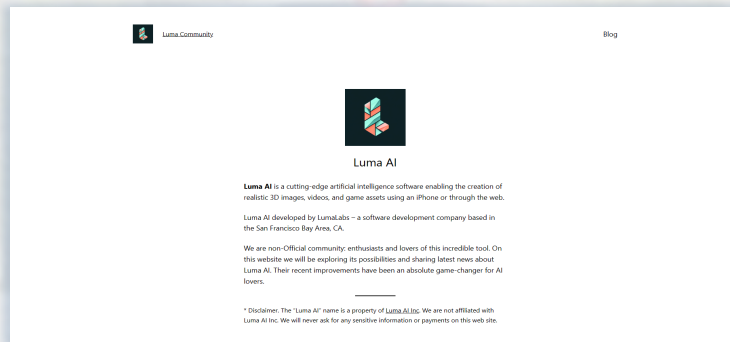 Luma Community
Blog
Luma AI
Luma AI is a cutting-edge artificial intelligence software enabling the creation of
realistic 3D images, videos, and game assets using an iPhone or through the web.
Luma AI developed by LumaLabs – a software development company based in
the San Francisco Bay Area, CA.
We are non-Official community: enthusiasts and lovers of this incredible tool. On
this website we will be exploring its possibilities and sharing latest news about
Luma AI. Their recent improvements have been an absolute game-changer for AI
lovers.
* Disclaimer. The "Luma AI" name is a property of Luma AI Inc. We are not affiliated with
Luma AI Inc. We will never ask for any sensitive information or payments on this web site.